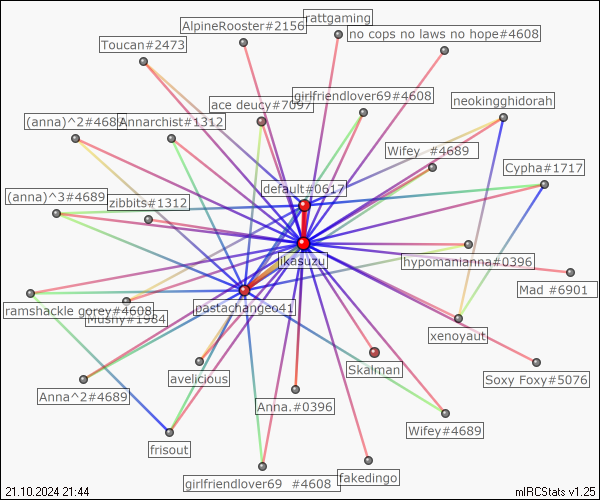 rattgaming
AlpineRooster#2156
no cops no laws no hope#4608
Toucan#2473
girlfriendlover69#4608
neokingghidorah
ace deucy#7097
(anna)^2#4689
Annarchist#1312
Wifey #4689
Cypha#1717
default#0617
(anna)^3#4689
zibbits#1312
ikasuzu
hypomanianna#0396
Mad #6901
ramshackle gorey#4608
pastachangeo41
Mushy#1984
xenoyaut
Skalman
avelicious
Soxy Foxy#5076
Anna^2#4689
Anna.#0396
Wifey#4689
frisout
fakedingo
girlfriendlover69 #4608
21.10.2024 21:44
mIRCStats v1.25